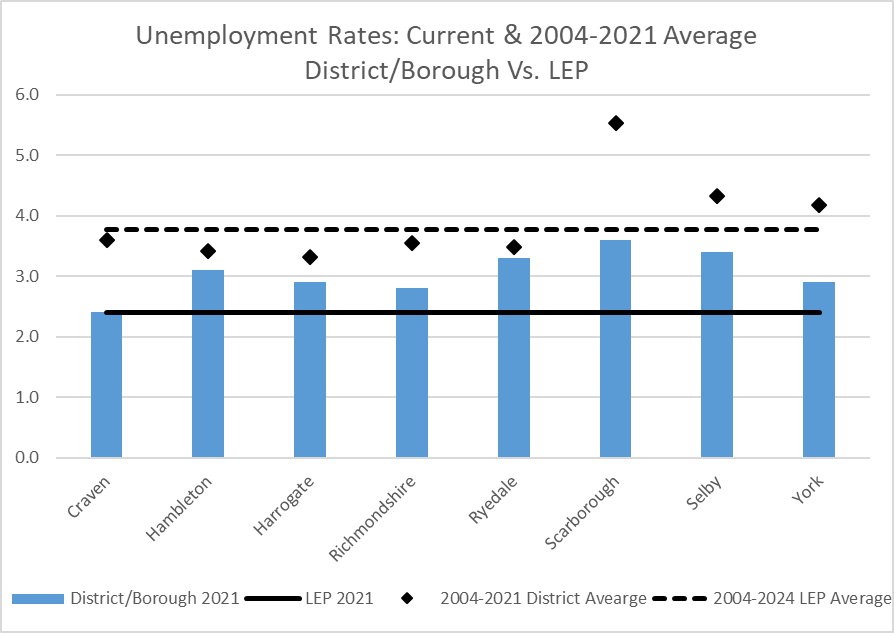 Unemployment Rates: Current & 2004-2021 Average
District/Borough Vs. LEP
6.0
5.0
4.0
3.0
2.0
1.0
0.0
Craven
Hambleton
Harrogate
Richmondshire
Ryedale
Scarborough
Selby
York
District/Borough 2021
LEP 2021
2004-2021 District Avearge
2004-2024 LEP Average